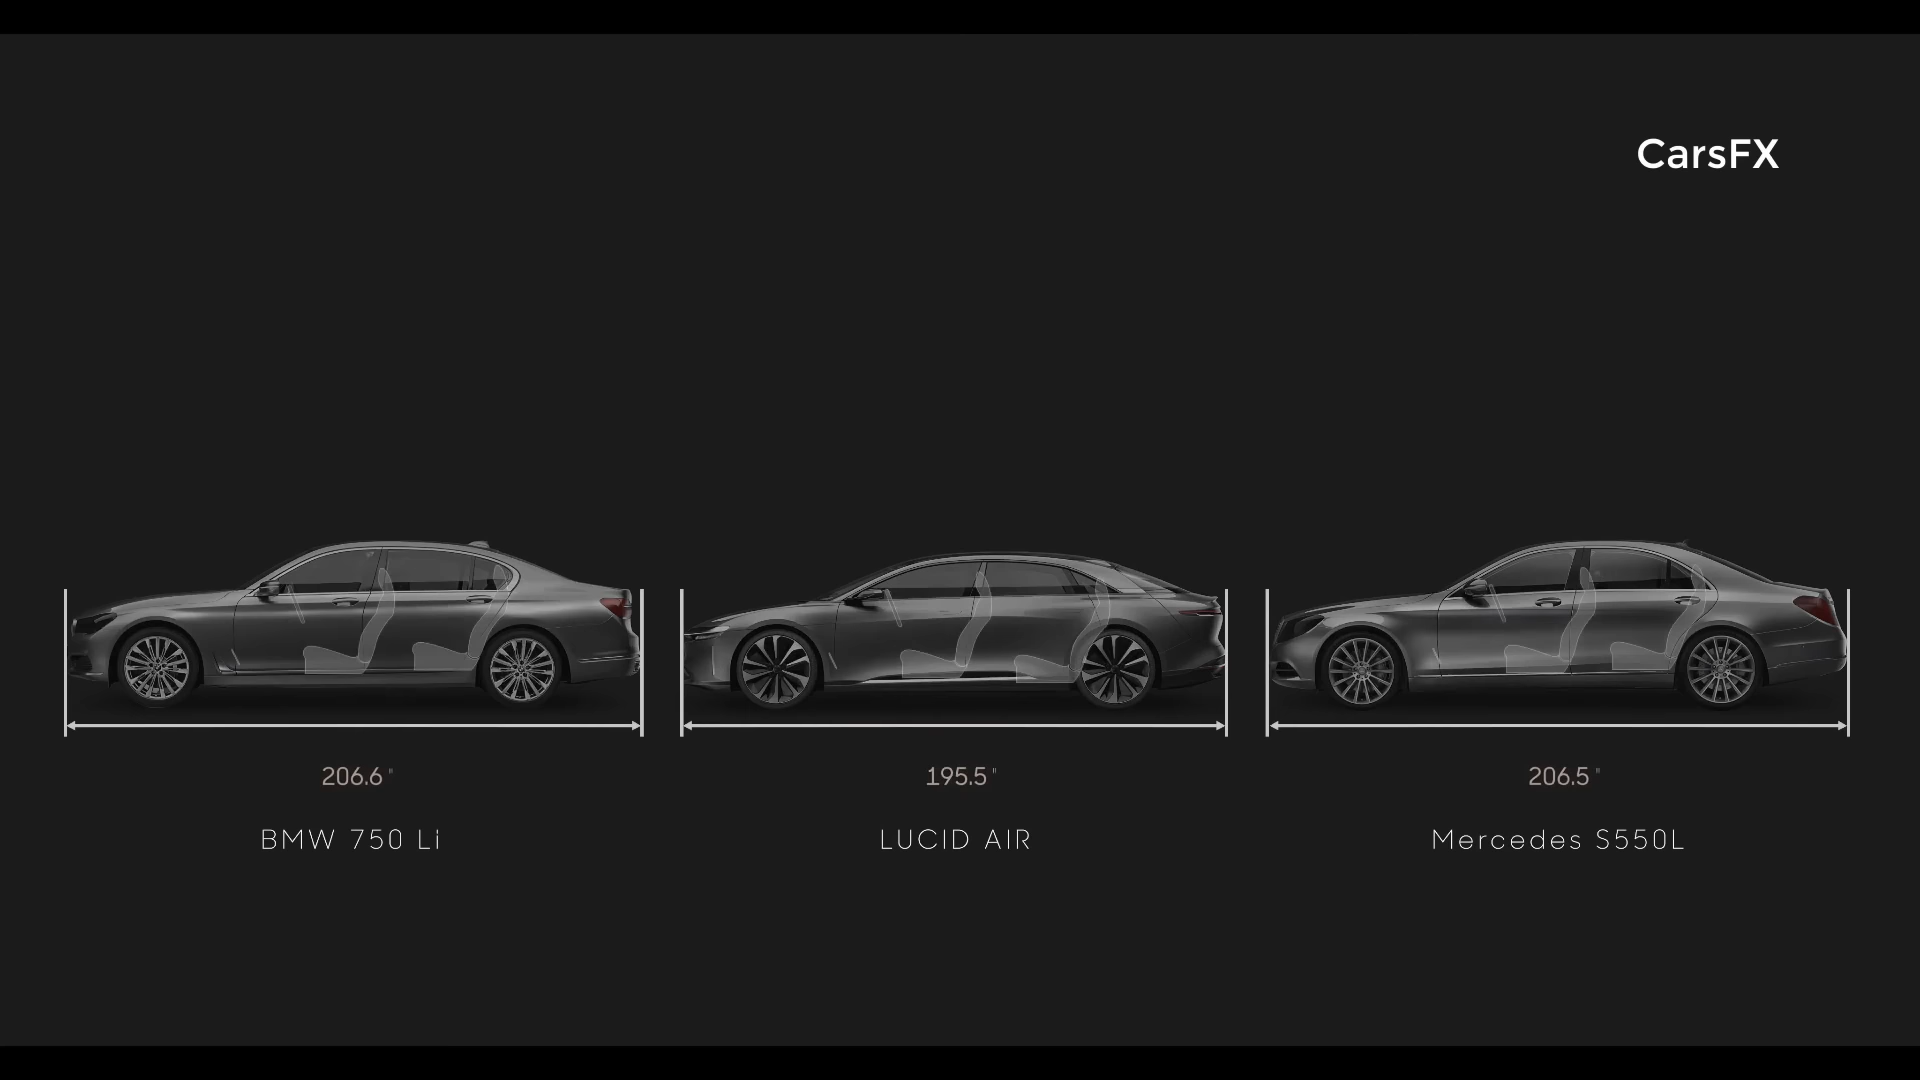 CarsFX
206.6 "
195.5 "
206.5 "
BMW 750 Li
LUCID AIR
Mercedes S550L